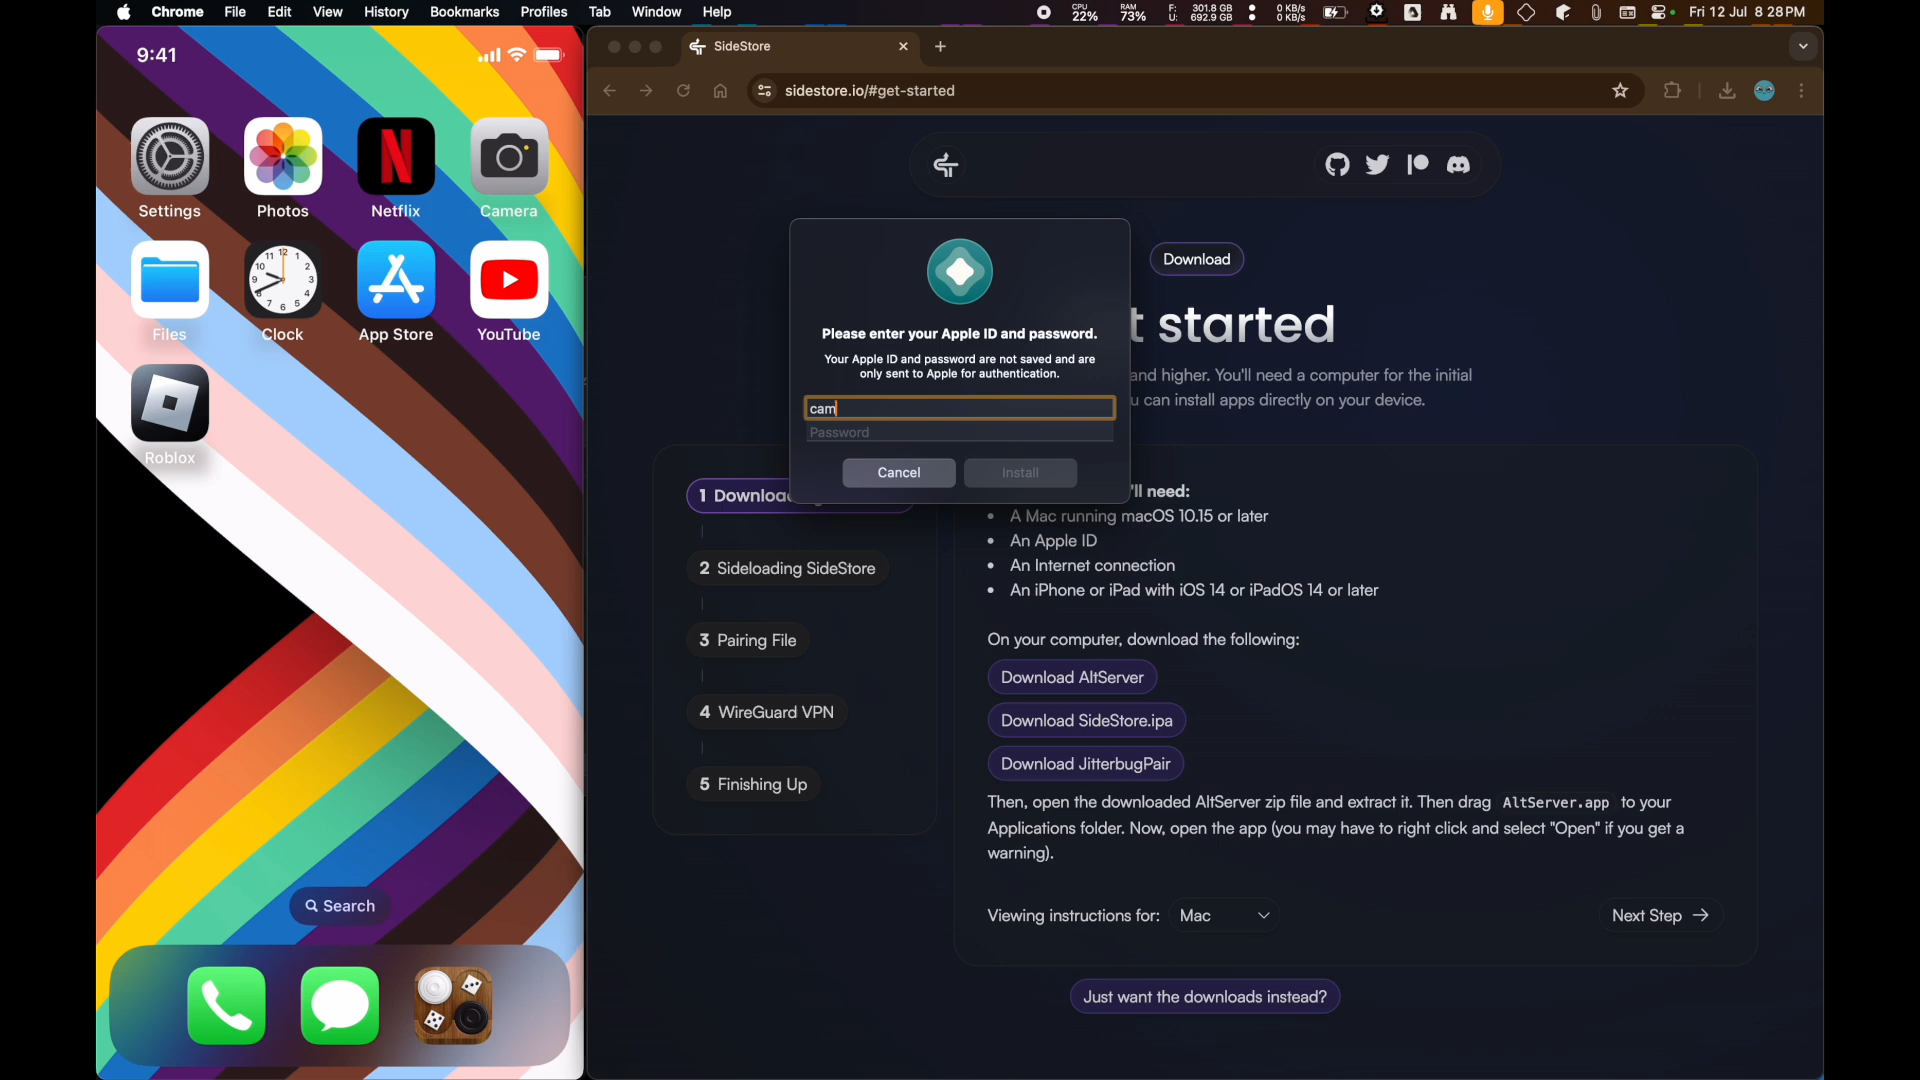 Chrome File Edit View History Bookmarks Profiles Tab Window Help
CPU 22% RAM 73% F: 301.8 GB U: 692.9 GB 0 KB/s 0 KB/s Fri 12 Jul 8 28PM
9:41
Settings Photos Netflix Camera
Files Clock App Store YouTube
Roblox
Search
SideStore
sidestore.io/#get-started
Download
t started
and higher. You'll need a computer for the initial
u can install apps directly on your device.
Please enter your Apple ID and password.
Your Apple ID and password are not saved and are
only sent to Apple for authentication.
cam
Password
Cancel Install
1 Download
2 Sideloading SideStore
3 Pairing File
4 WireGuard VPN
5 Finishing Up
'll need:
• A Mac running macOS 10.15 or later
• An Apple ID
• An Internet connection
• An iPhone or iPad with iOS 14 or iPadOS 14 or later
On your computer, download the following:
Download AltServer
Download SideStore.ipa
Download JitterbugPair
Then, open the downloaded AltServer zip file and extract it. Then drag AltServer.app to your
Applications folder. Now, open the app (you may have to right click and select "Open" if you get a
warning).
Viewing instructions for: Mac
Next Step →
Just want the downloads instead?